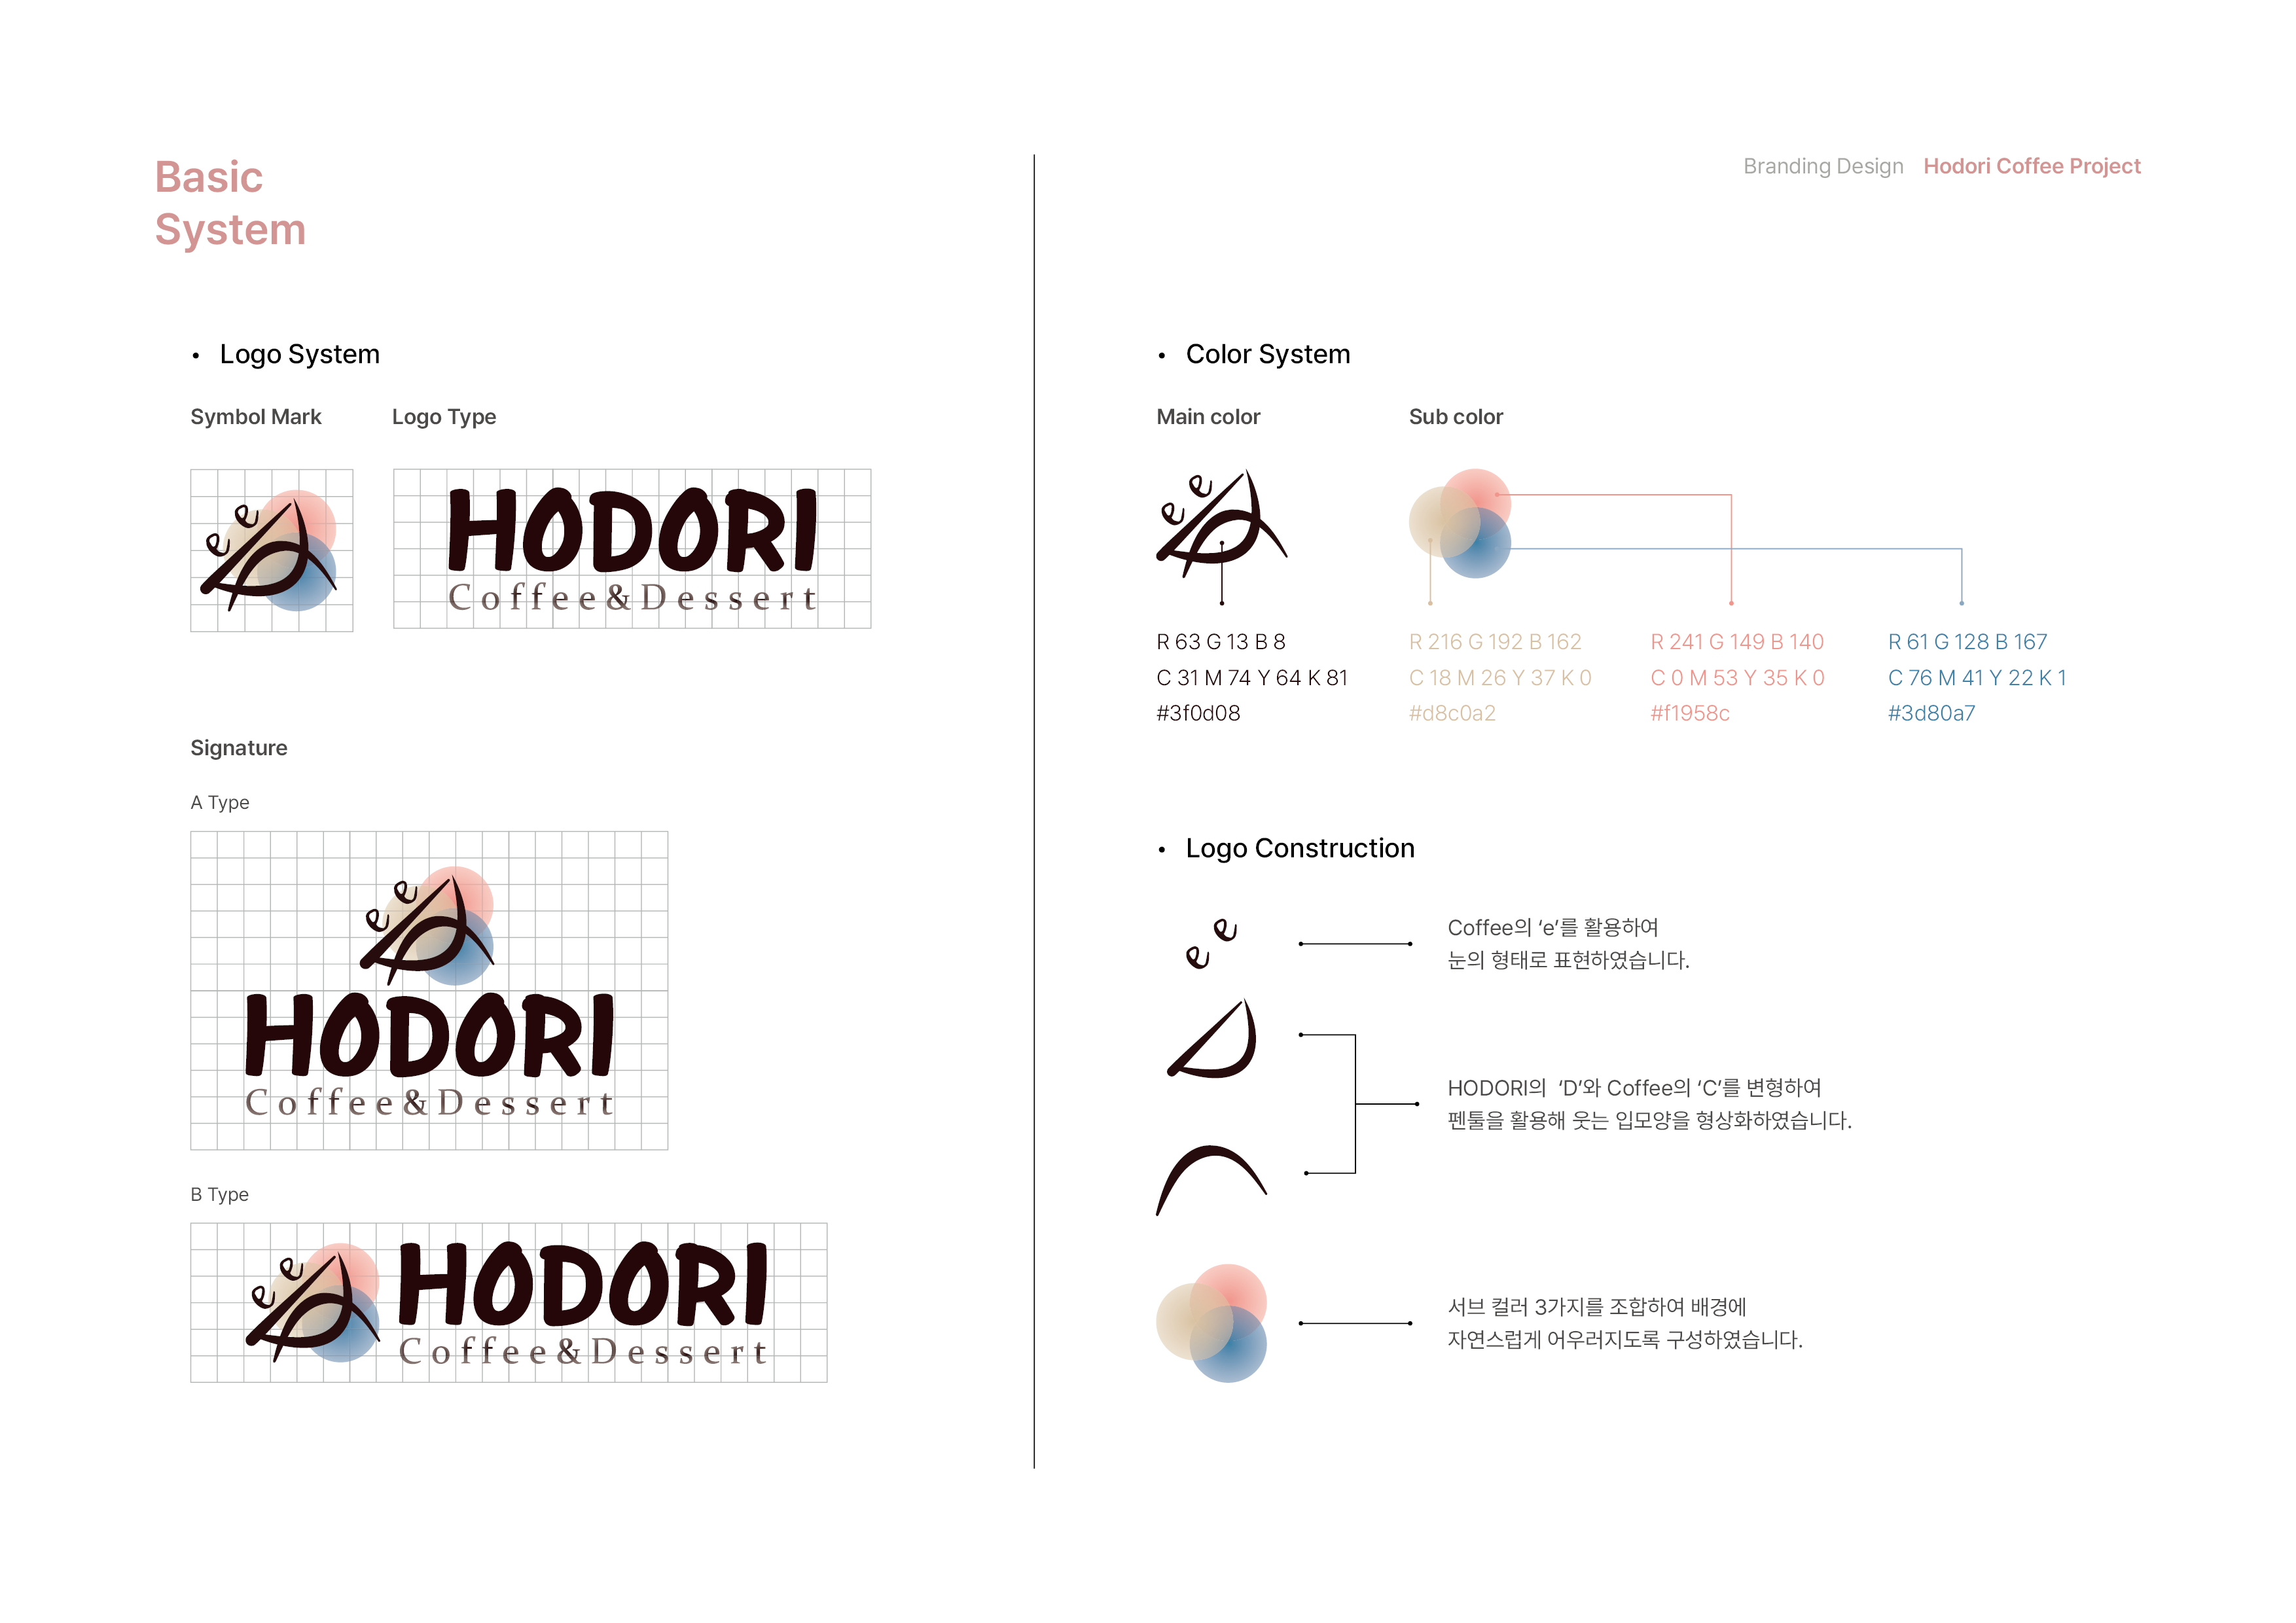 Basic
System
Branding Design Hodori Coffee Project
• Logo System
Symbol Mark Logo Type
e e
HODORI
Coffee&Dessert
Signature
A Type
e e
HODORI
Coffee&Dessert
B Type
e e
HODORI
Coffee&Dessert
• Color System
Main color Sub color
e e
R 63 G 13 B 8
C 31 M 74 Y 64 K 81
#3f0d08
R 216 G 192 B 162
C 18 M 26 Y 37 K 0
#d8c0a2
R 241 G 149 B 140
C 0 M 53 Y 35 K 0
#f1958c
R 61 G 128 B 167
C 76 M 41 Y 22 K 1
#3d80a7
• Logo Construction
e e
Coffee의 ‘e’를 활용하여
눈의 형태로 표현하였습니다.
HODORI의 ‘D’와 Coffee의 ‘C’를 변형하여
펜툴을 활용해 웃는 입모양을 형상화하였습니다.
서브 컬러 3가지를 조합하여 배경에
자연스럽게 어우러지도록 구성하였습니다.